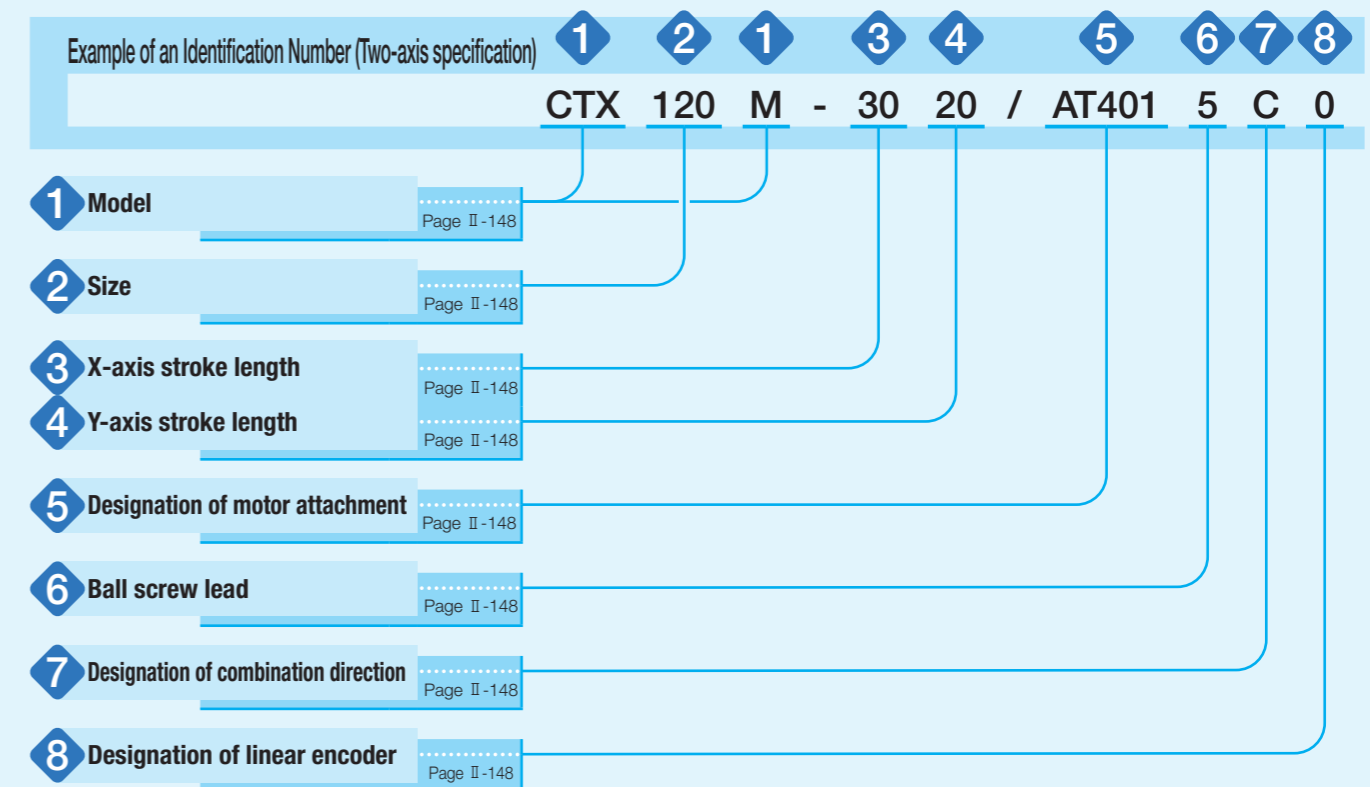 Example of an Identification Number (Two-axis specification) 1 2 1 3 4 5 6 7 8
CTX 120 M - 30 20 / AT401 5 C 0
1 Model
Page Ⅱ-148
2 Size
Page Ⅱ-148
3 X-axis stroke length
Page Ⅱ-148
4 Y-axis stroke length
Page Ⅱ-148
5 Designation of motor attachment
Page Ⅱ-148
6 Ball screw lead
Page Ⅱ-148
7 Designation of combination direction
Page Ⅱ-148
8 Designation of linear encoder
Page Ⅱ-148